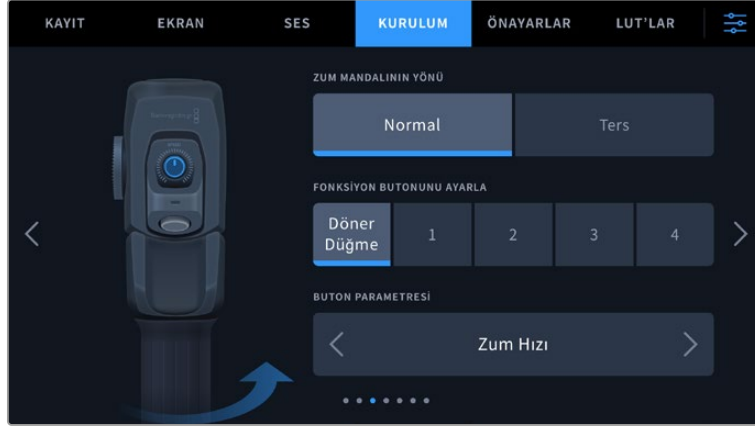 KAYIT EKRAN SES KURULUM ÖNAYARLAR LUT'LAR
ZUM MANDALININ YÖNÜ
Normal Ters
FONKSİYON BUTONUNU AYARLA
Döner
Düğme 1 2 3 4
BUTON PARAMETRESİ
Zum Hızı